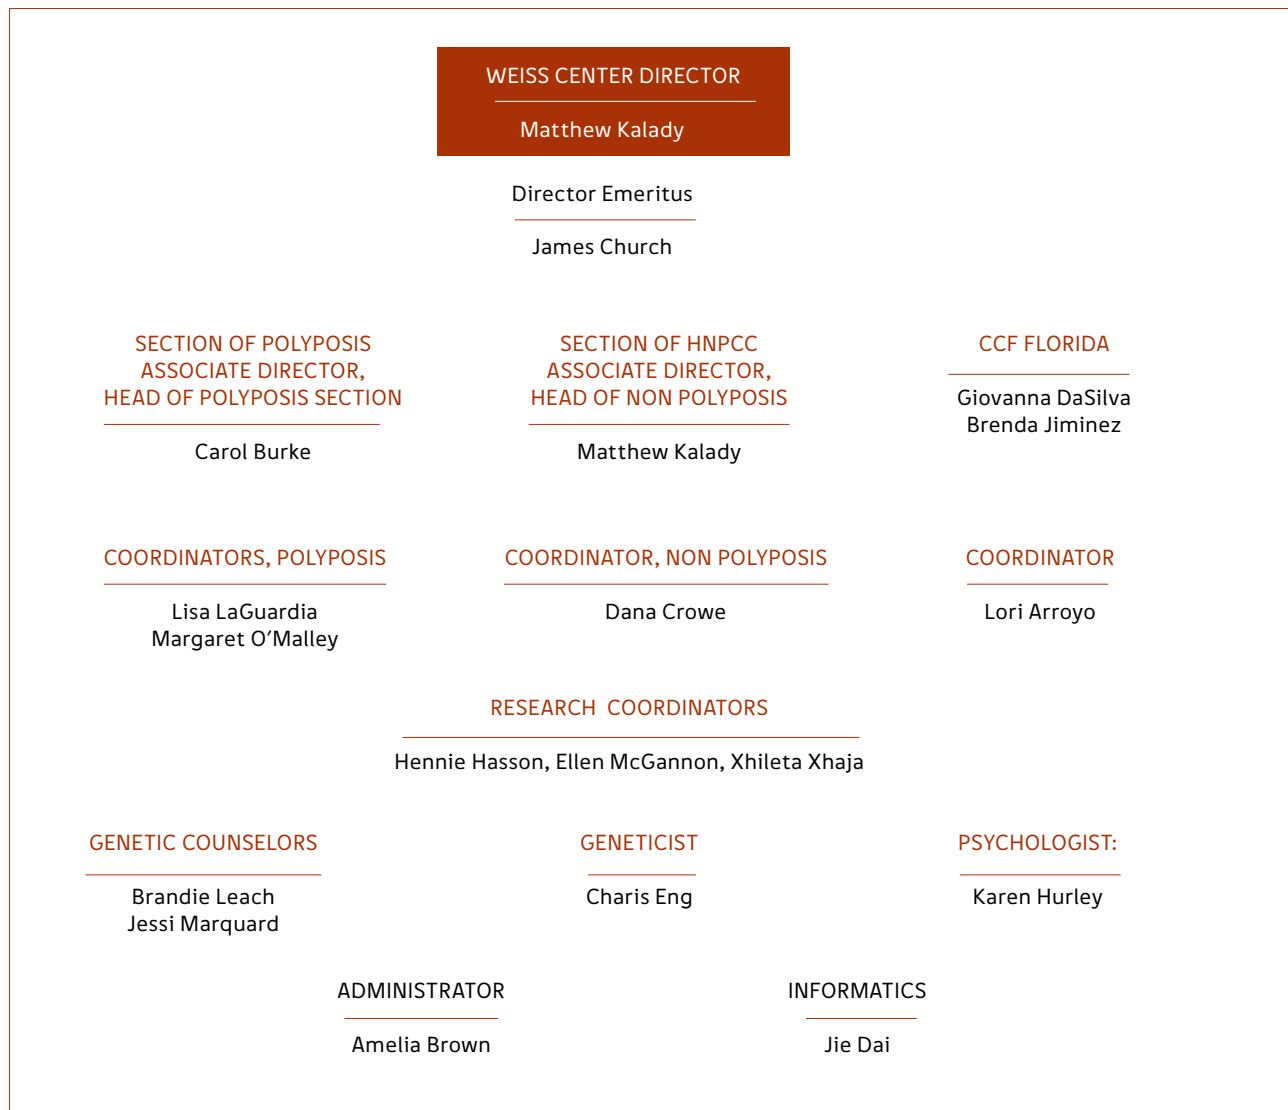 WEISS CENTER DIRECTOR
Matthew Kalady
Director Emeritus
James Church
SECTION OF POLYPOSIS
ASSOCIATE DIRECTOR,
HEAD OF POLYPOSIS SECTION
Carol Burke
SECTION OF HNPCC
ASSOCIATE DIRECTOR,
HEAD OF NON POLYPOSIS
Matthew Kalady
CCF FLORIDA
Giovanna DaSilva
Brenda Jiminez
COORDINATORS, POLYPOSIS
Lisa LaGuardia
Margaret O’Malley
COORDINATOR, NON POLYPOSIS
Dana Crowe
COORDINATOR
Lori Arroyo
RESEARCH COORDINATORS
Hennie Hasson, Ellen McGannon, Xhileta Xhaja
GENETIC COUNSELORS
Brandie Leach
Jessi Marquard
GENETICIST
Charis Eng
PSYCHOLOGIST:
Karen Hurley
ADMINISTRATOR
Amelia Brown
INFORMATICS
Jie Dai